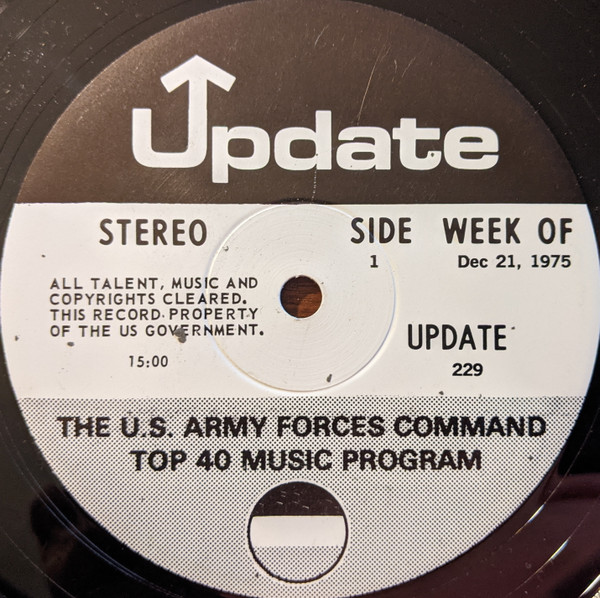 Update
STEREO
SIDE WEEK OF
1 Dec 21, 1975
ALL TALENT, MUSIC AND
COPYRIGHTS CLEARED.
THIS RECORD PROPERTY
OF THE US GOVERNMENT.
15:00
UPDATE
229
THE U.S. ARMY FORCES COMMAND
TOP 40 MUSIC PROGRAM